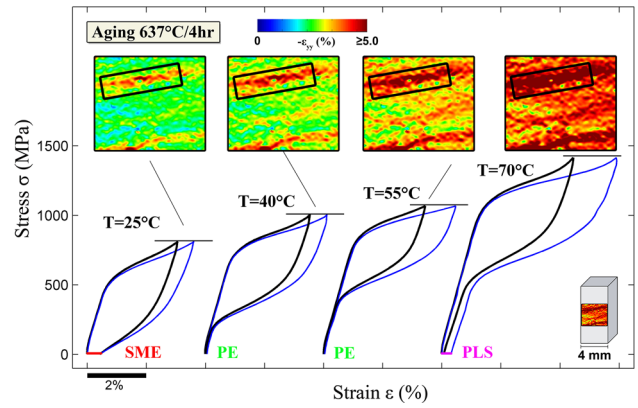 Aging 637°C/4hr
-εyy (%)
0 ≥5.0
Stress σ (MPa)
1500
1000
500
0
T=25°C
T=40°C
T=55°C
T=70°C
SME
PE
PE
PLS
4 mm
2%
Strain ε (%)